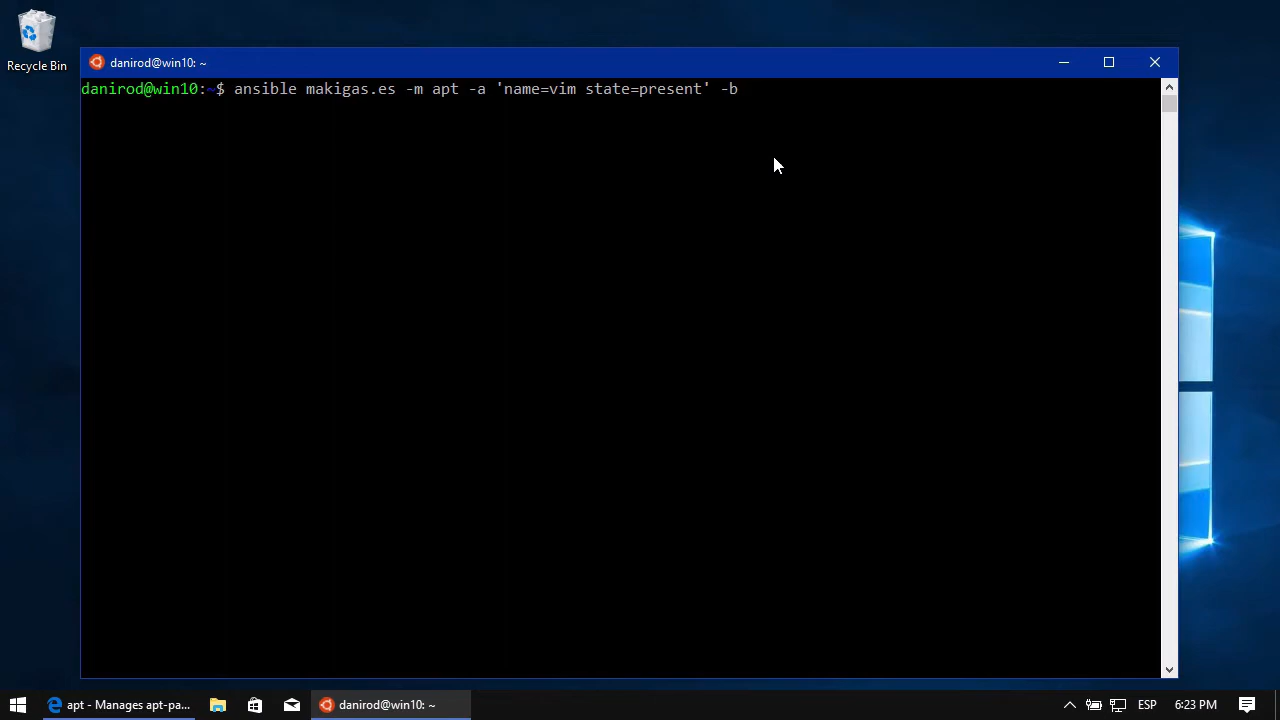 Recycle Bin
danirod@win10: ~
danirod@win10:~$ ansible makigas.es -m apt -a 'name=vim state=present' -b
apt - Manages apt-pa...
danirod@win10: ~
ESP
6:23 PM